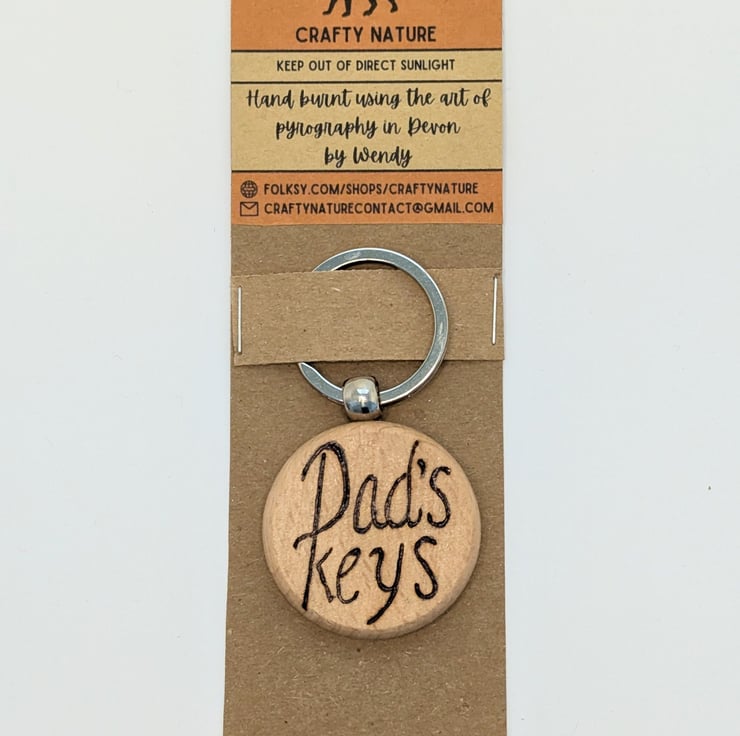 CRAFTY NATURE
KEEP OUT OF DIRECT SUNLIGHT
Hand burnt using the art of
pyrography in Devon
by Wendy
FOLKSY.COM/SHOPS/CRAFTYNATURE
CRAFTYNATURECONTACT@GMAIL.COM
Dad's
keys